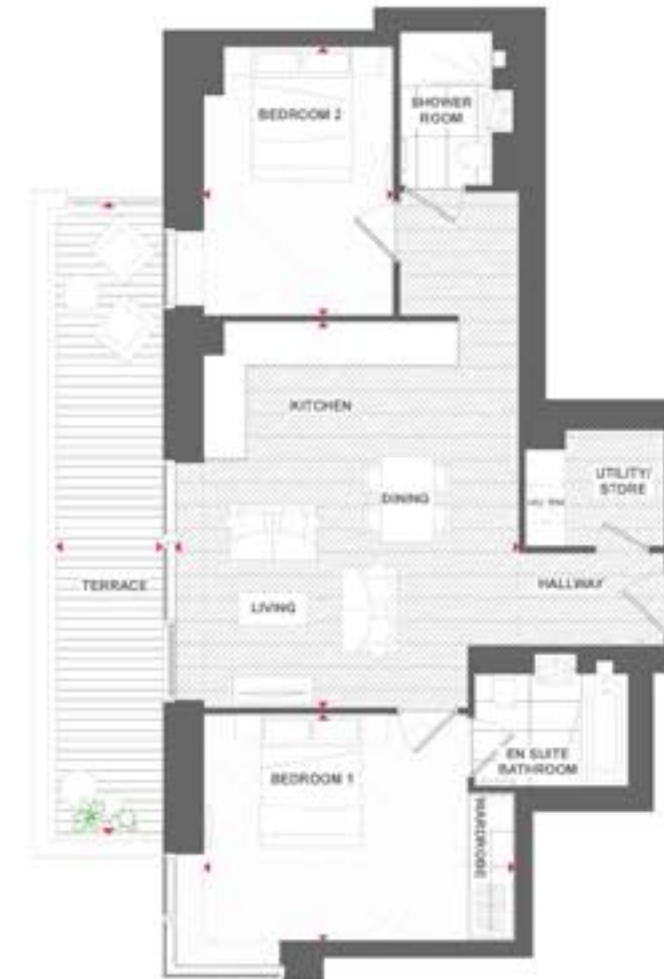 BEDROOM 2
SHOWER
ROOM
KITCHEN
DINING
UTILITY/
STORE
TERRACE
LIVING
HALLWAY
EN SUITE
BATHROOM
BEDROOM 1
WARDROBE